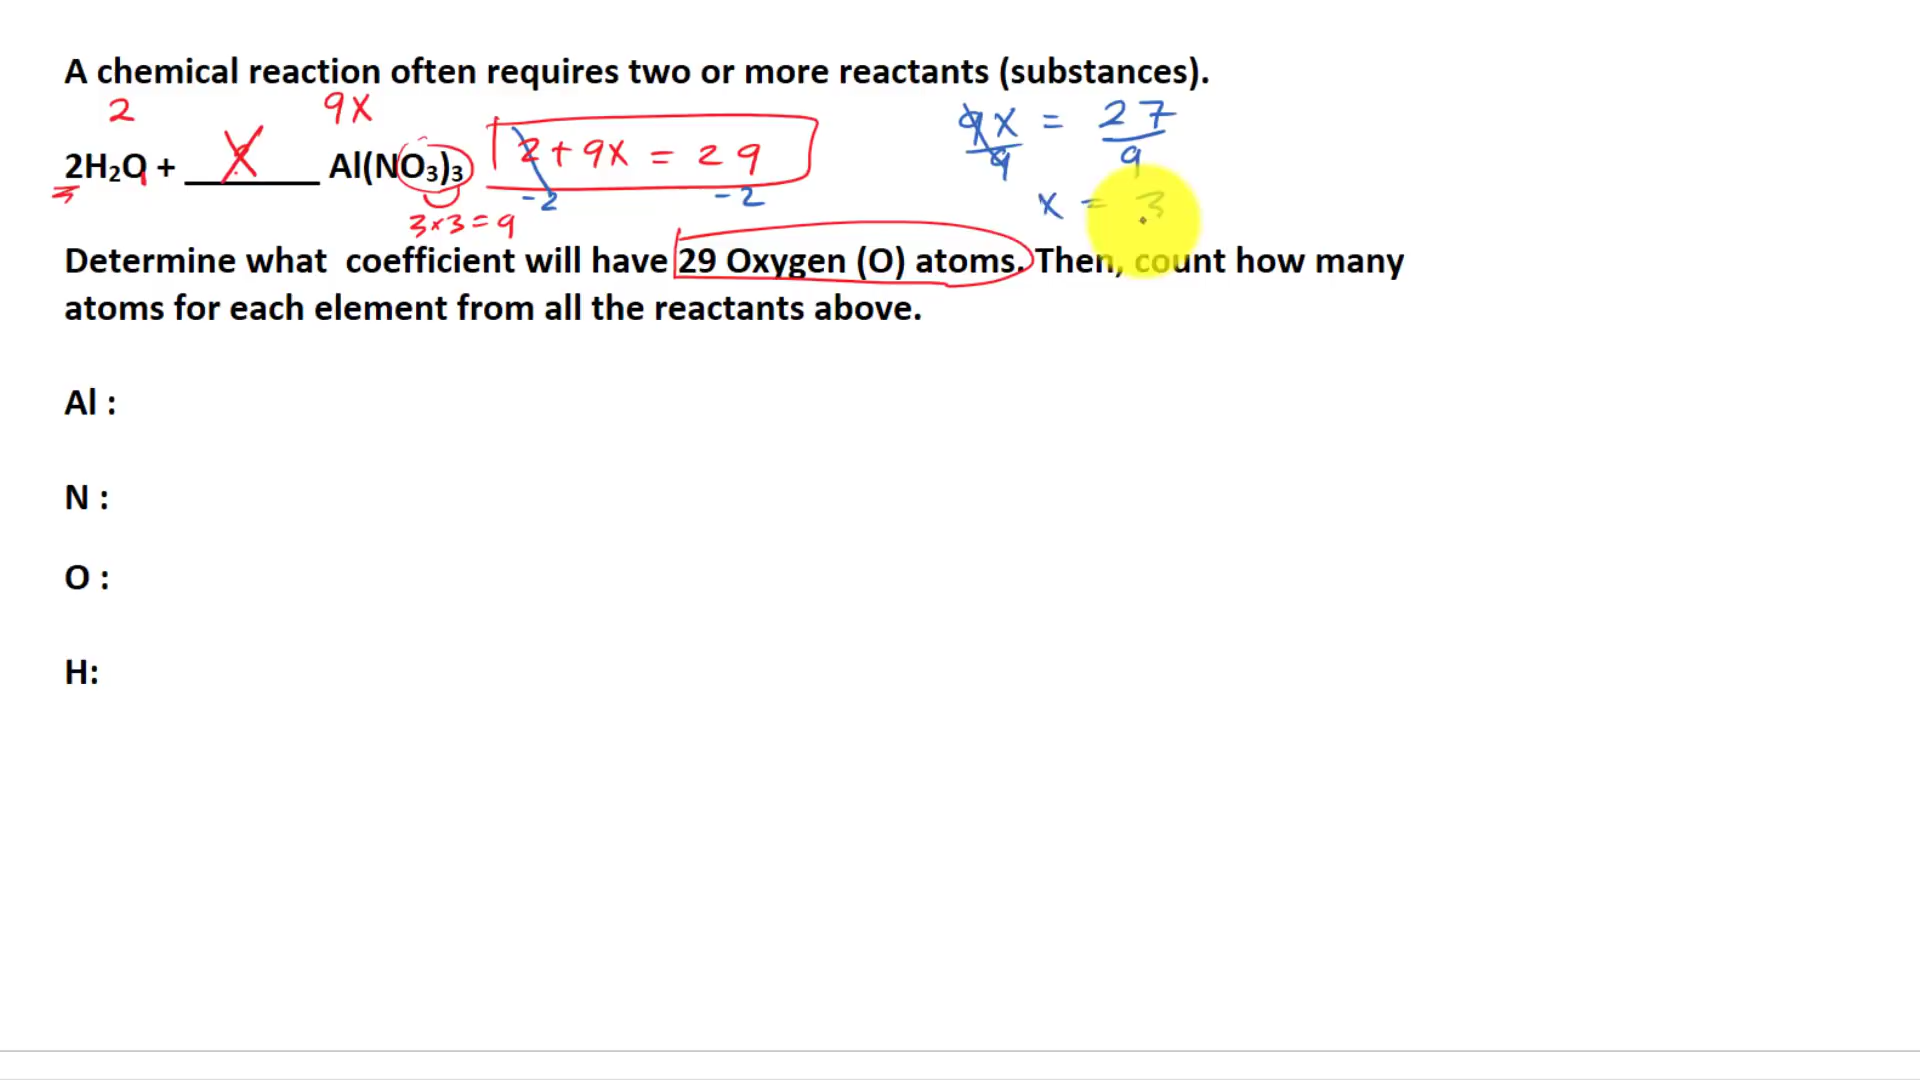 A chemical reaction often requires two or more reactants (substances).
2 9X
2H₂O + ______ X Al(NO₃)₃ 2 + 9X = 29
1
-2 -2
3×3=9
9X = 27
9 9
x = 3
Determine what coefficient will have 29 Oxygen (O) atoms. Then, count how many
atoms for each element from all the reactants above.
Al :
N :
O :
H: